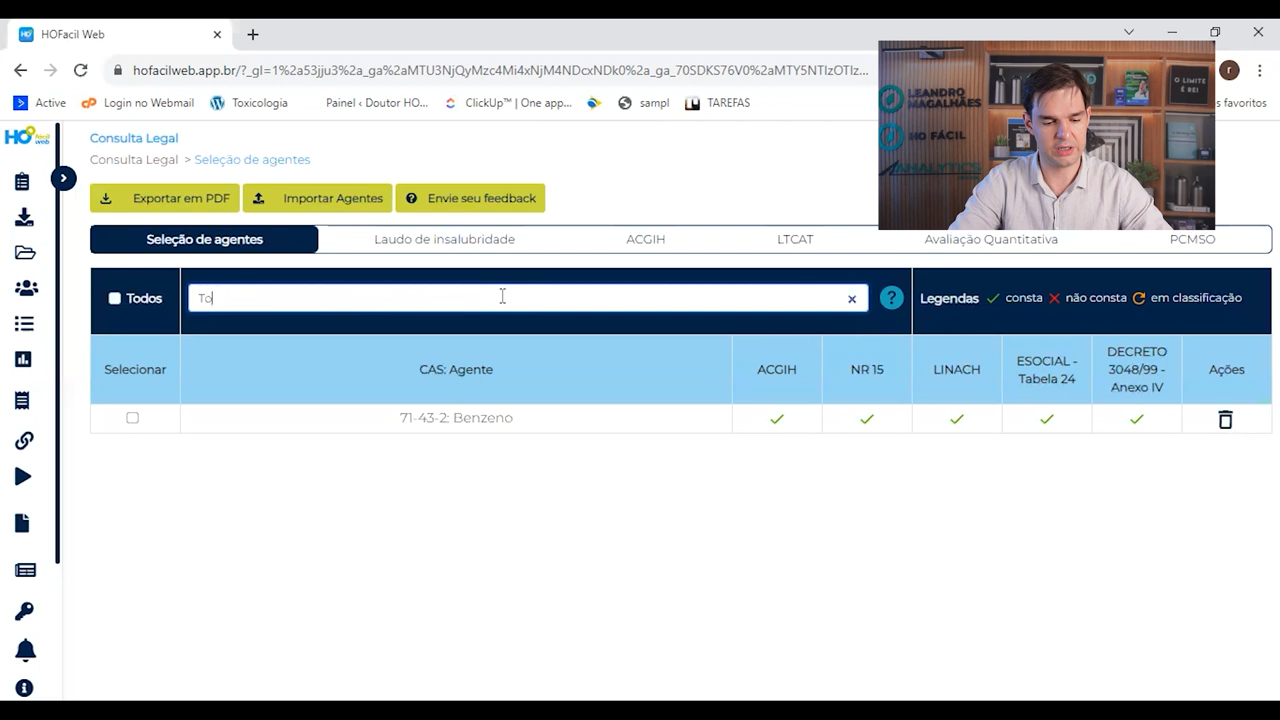 HOFacil Web
hofacilweb.app.br/?_gl=1%2a53jju3%2a_ga%2aMTU3NjQyMzc4Mi4xNjM4NDcxNDk0%2a_ga_70SDKS76V0%2aMTY5NTIzOTIz...
r
Active
Login no Webmail
Toxicologia
Painel ‹ Doutor HO...
ClickUp™ | One app...
sampl
TAREFAS
s favoritos
HO fácil web
Consulta Legal
Consulta Legal > Seleção de agentes
Exportar em PDF
Importar Agentes
Envie seu feedback
LEANDRO
MAGALHÃES
HO FÁCIL
ANALYTICS
O LIMITE
É REI
Seleção de agentes
Laudo de insalubridade
ACGIH
LTCAT
Avaliação Quantitativa
PCMSO
Todos
To
?
Legendas
consta
não consta
em classificação
Selecionar
CAS: Agente
ACGIH
NR 15
LINACH
ESOCIAL -
Tabela 24
DECRETO
3048/99 -
Anexo IV
Ações
71-43-2: Benzeno